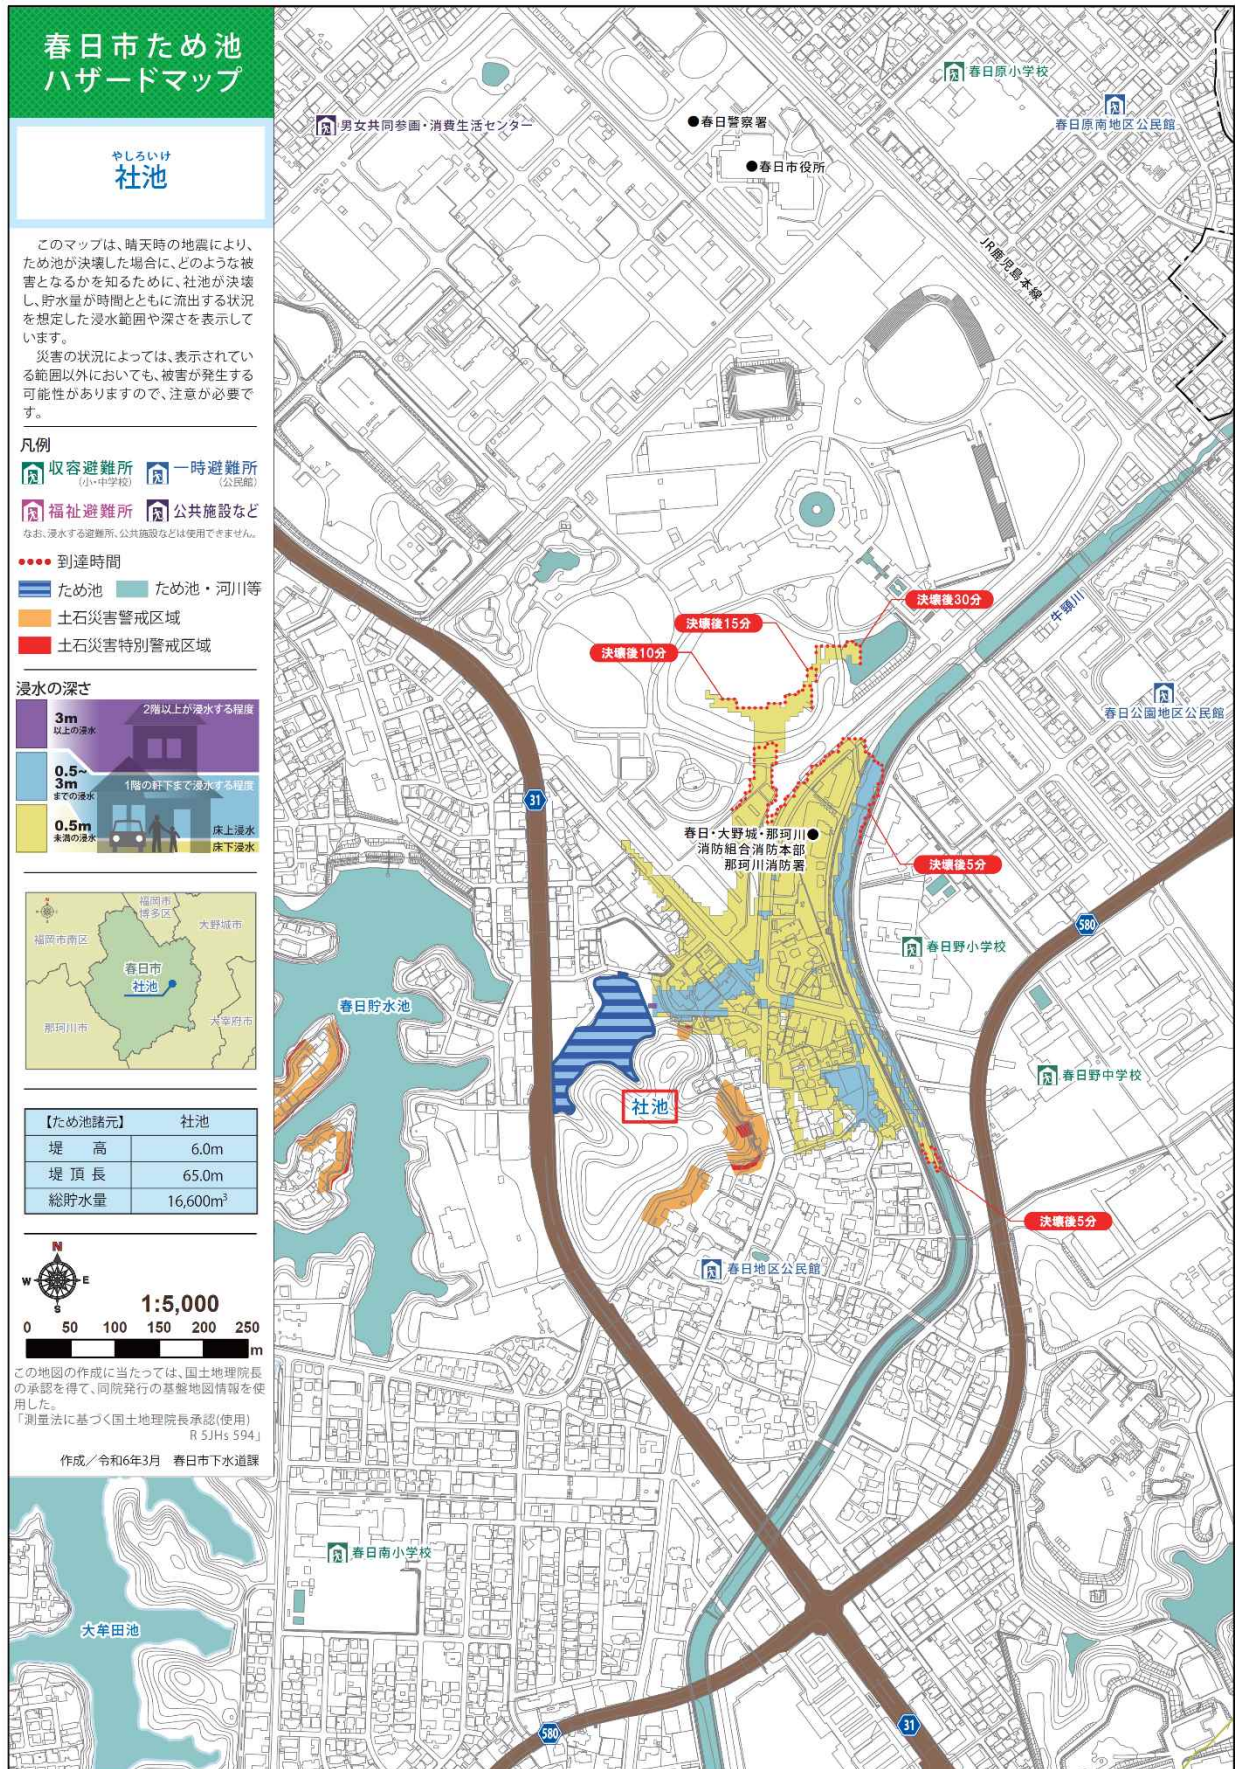 春日市ため池
ハザードマップ
やしろいけ
社池
このマップは、晴天時の地震により、
ため池が決壊した場合に、どのような被
害となるかを知るために、社池が決壊
し、貯水量が時間とともに流出する状況
を想定した浸水範囲や深さを表示して
います。
災害の状況によっては、表示されてい
る範囲以外においても、被害が発生する
可能性がありますので、注意が必要で
す。
凡例
収容避難所
(小・中学校)
一時避難所
(公民館)
福祉避難所
公共施設など
なお、浸水する避難所、公共施設などは使用できません。
到達時間
ため池
ため池・河川等
土石災害警戒区域
土石災害特別警戒区域
浸水の深さ
3m
以上の浸水
2階以上が浸水する程度
0.5~
3m
までの浸水
1階の軒下まで浸水する程度
0.5m
未満の浸水
床上浸水
床下浸水
N
福岡市
博多区
大野城市
福岡市南区
春日市
社池
那珂川市
太宰府市
【ため池諸元】 社池
堤 高 6.0m
堤頂長 65.0m
総貯水量 16,600m³
N
W
E
S
1:5,000
0 50 100 150 200 250
m
この地図の作成に当たっては、国土地理院長
の承認を得て、同院発行の基盤地図情報を使
用した。
「測量法に基づく国土地理院長承認(使用)
R 5JHs 594」
作成／令和6年3月 春日市下水道課
春日原小学校
春日原南地区公民館
男女共同参画・消費生活センター
春日警察署
春日市役所
JR鹿児島本線
決壊後30分
決壊後15分
決壊後10分
牛頸川
春日公園地区公民館
31
春日・大野城・那珂川
消防組合消防本部
那珂川消防署
決壊後5分
580
春日野小学校
春日貯水池
春日野中学校
社池
決壊後5分
春日地区公民館
春日南小学校
大牟田池
580
31